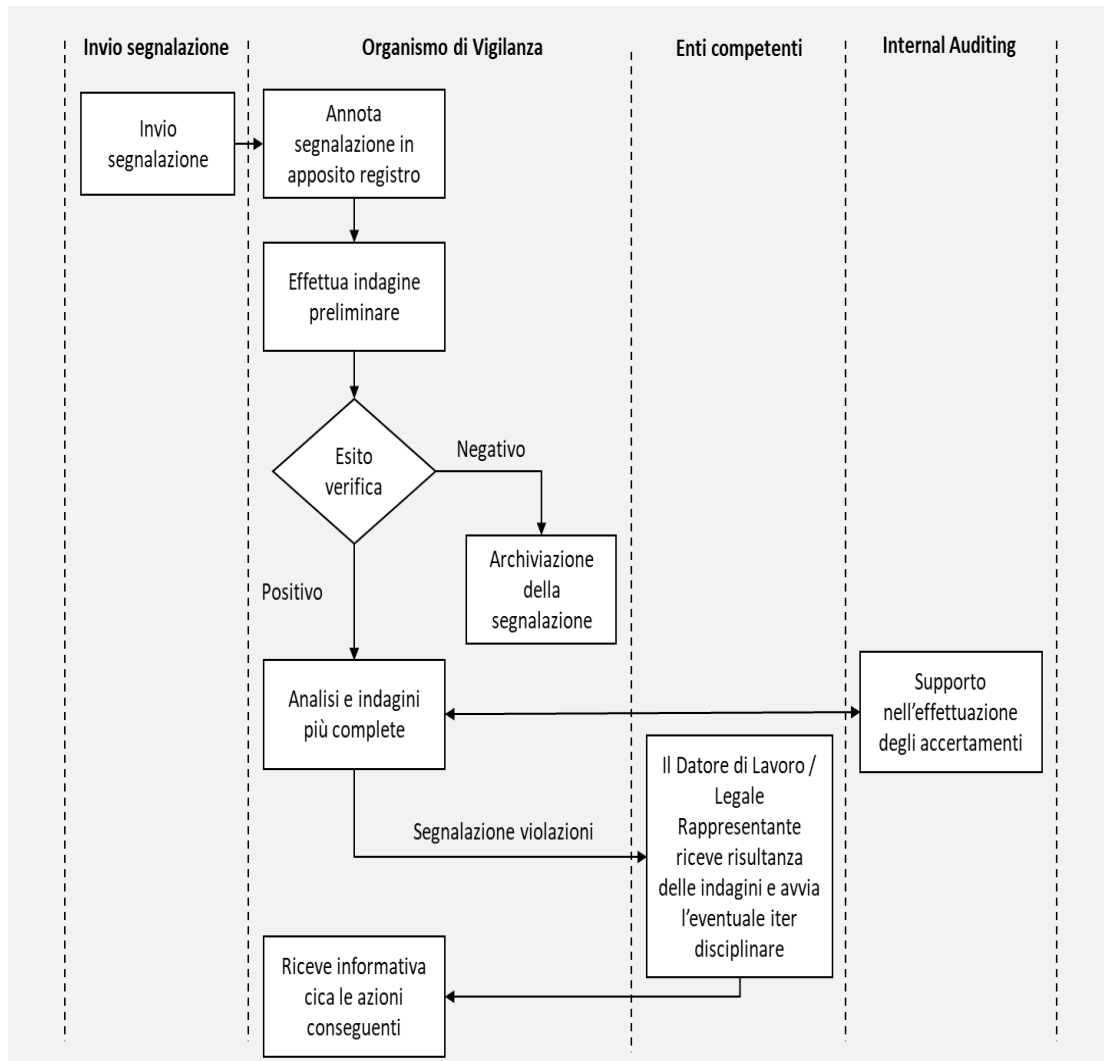 Invio segnalazione
Organismo di Vigilanza
Enti competenti
Internal Auditing
Invio
segnalazione
Annota
segnalazione in
apposito registro
Effettua indagine
preliminare
Esito
verifica
Negativo
Archiviazione
della
segnalazione
Positivo
Analisi e indagini
più complete
Supporto
nell'effettuazione
degli accertamenti
Segnalazione violazioni
Il Datore di Lavoro /
Legale
Rappresentante
riceve risultanza
delle indagini e avvia
l'eventuale iter
disciplinare
Riceve informativa
cica le azioni
conseguenti